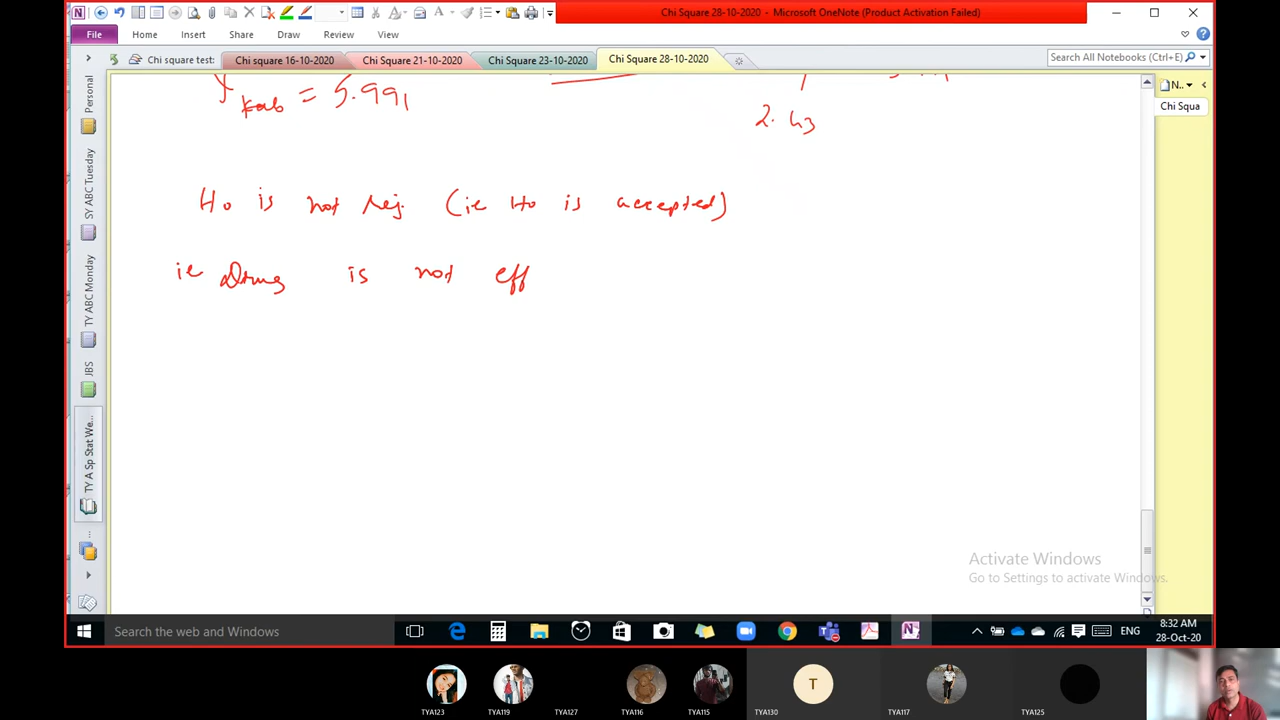 Chi Square 28-10-2020 - Microsoft OneNote (Product Activation Failed)
File Home Insert Share Draw Review View
Chi square test: Chi square 16-10-2020 Chi Square 21-10-2020 Chi Square 23-10-2020 Chi Square 28-10-2020
Search All Notebooks (Ctrl+E)
N..
Chi Squa
Personal
SY ABC Tuesday
TY ABC Monday
JBS
TY A Sp Stat We...
= 5.991
2.43
Ho is not rej. (ie Ho is accepted)
ie Drug is not eff
Activate Windows
Go to Settings to activate Windows.
Search the web and Windows
ENG
8:32 AM
28-Oct-20
T
TYA123 TYA119 TYA127 TYA116 TYA115 TYA130 TYA117 TYA125